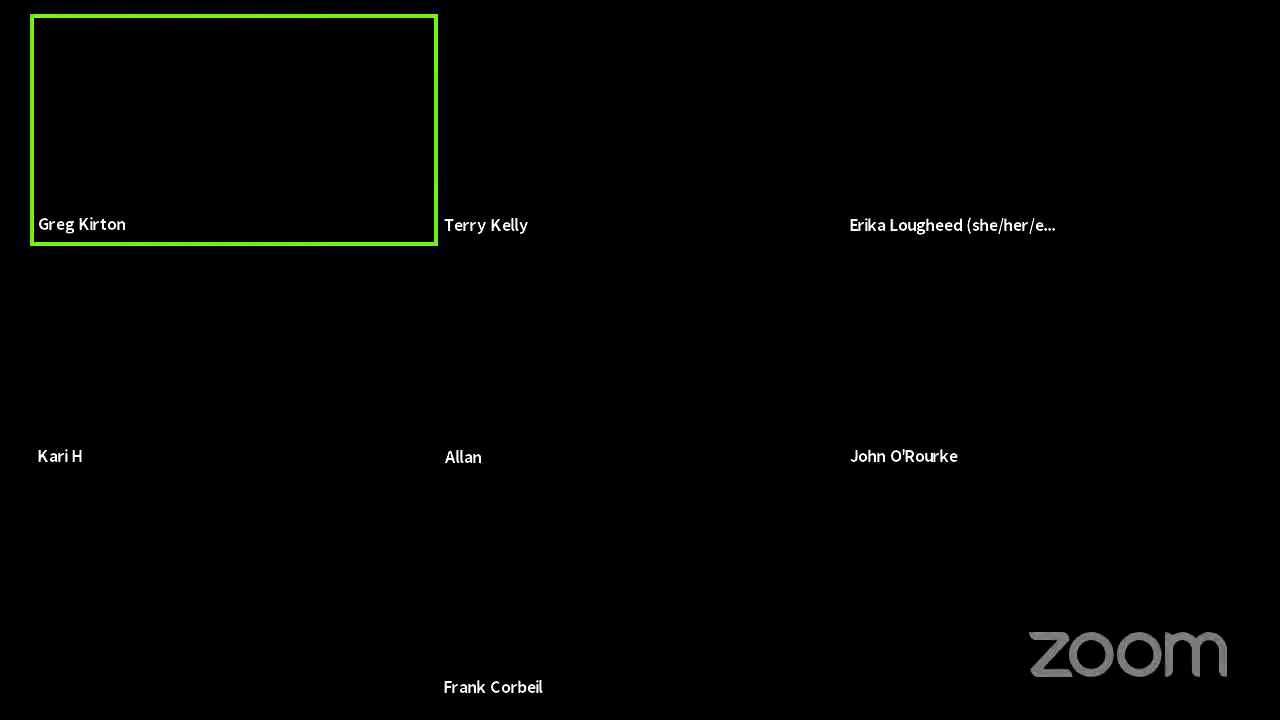 Greg Kirton
Terry Kelly
Erika Lougheed (she/her/e...
Kari H
Allan
John O'Rourke
Frank Corbeil
zoom